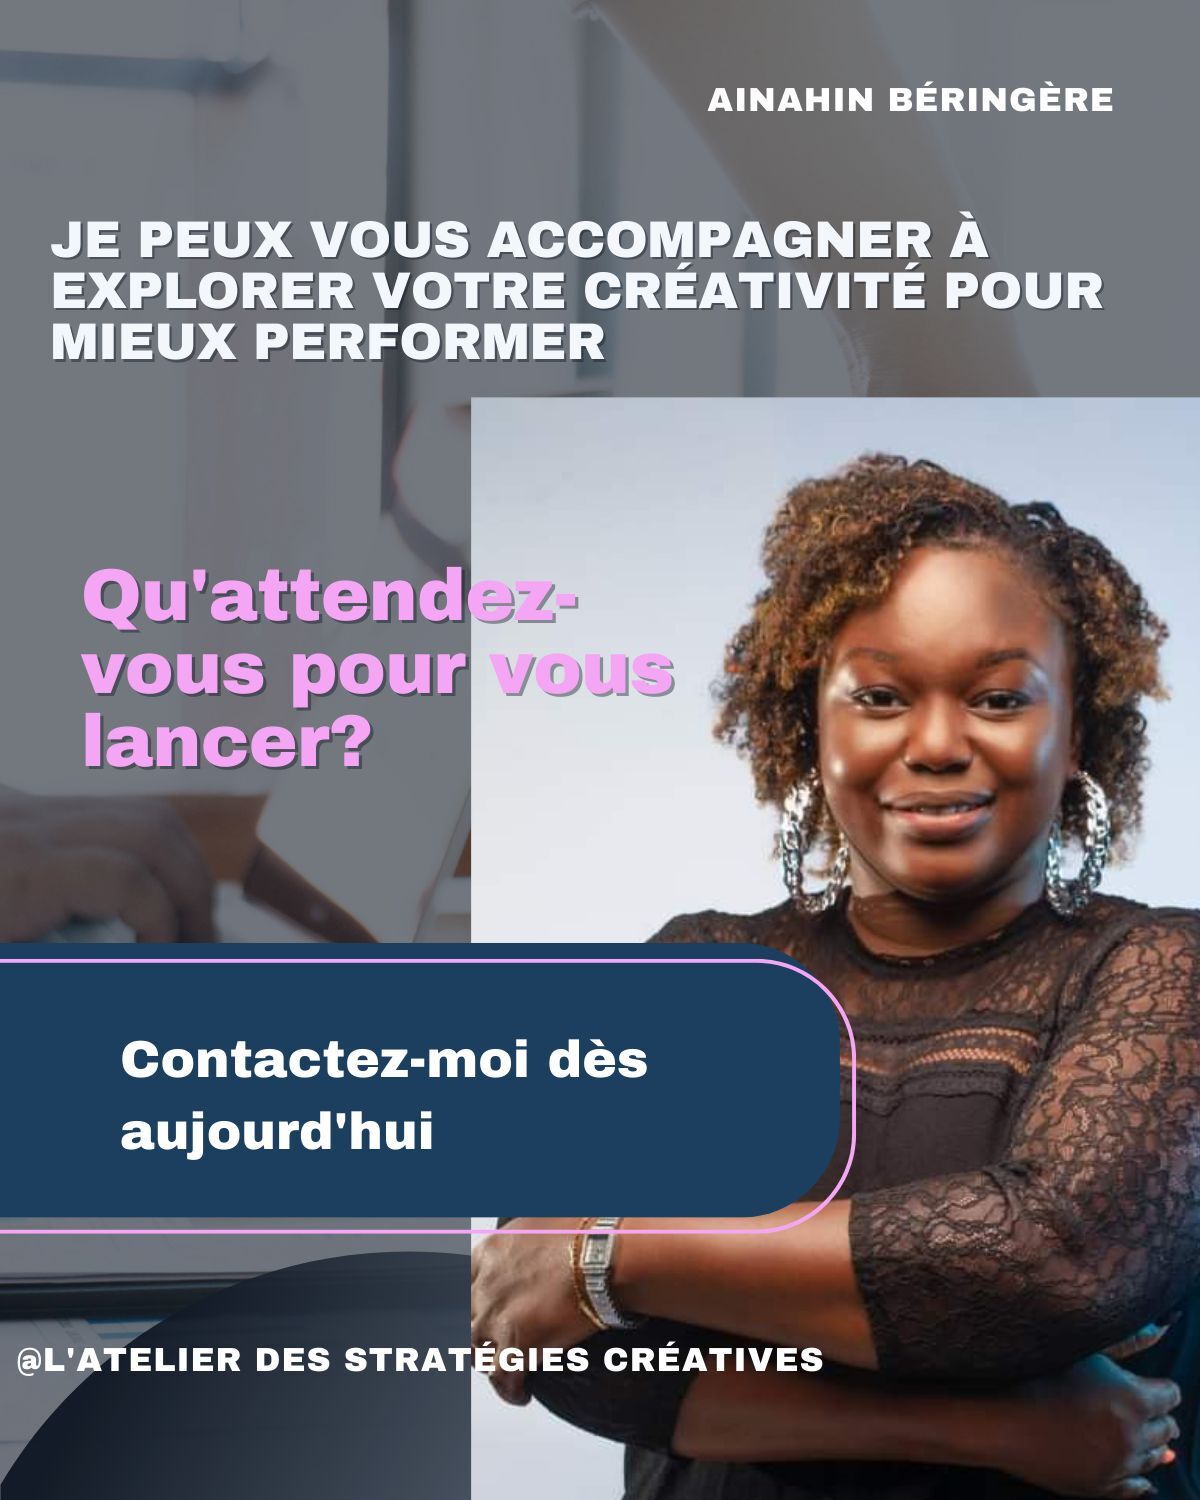 AINAHIN BÉRINGÈRE
JE PEUX VOUS ACCOMPAGNER À
EXPLORER VOTRE CRÉATIVITÉ POUR
MIEUX PERFORMER
Qu'attendez-
vous pour vous
lancer?
Contactez-moi dès
aujourd'hui
@L'ATELIER DES STRATÉGIES CRÉATIVES